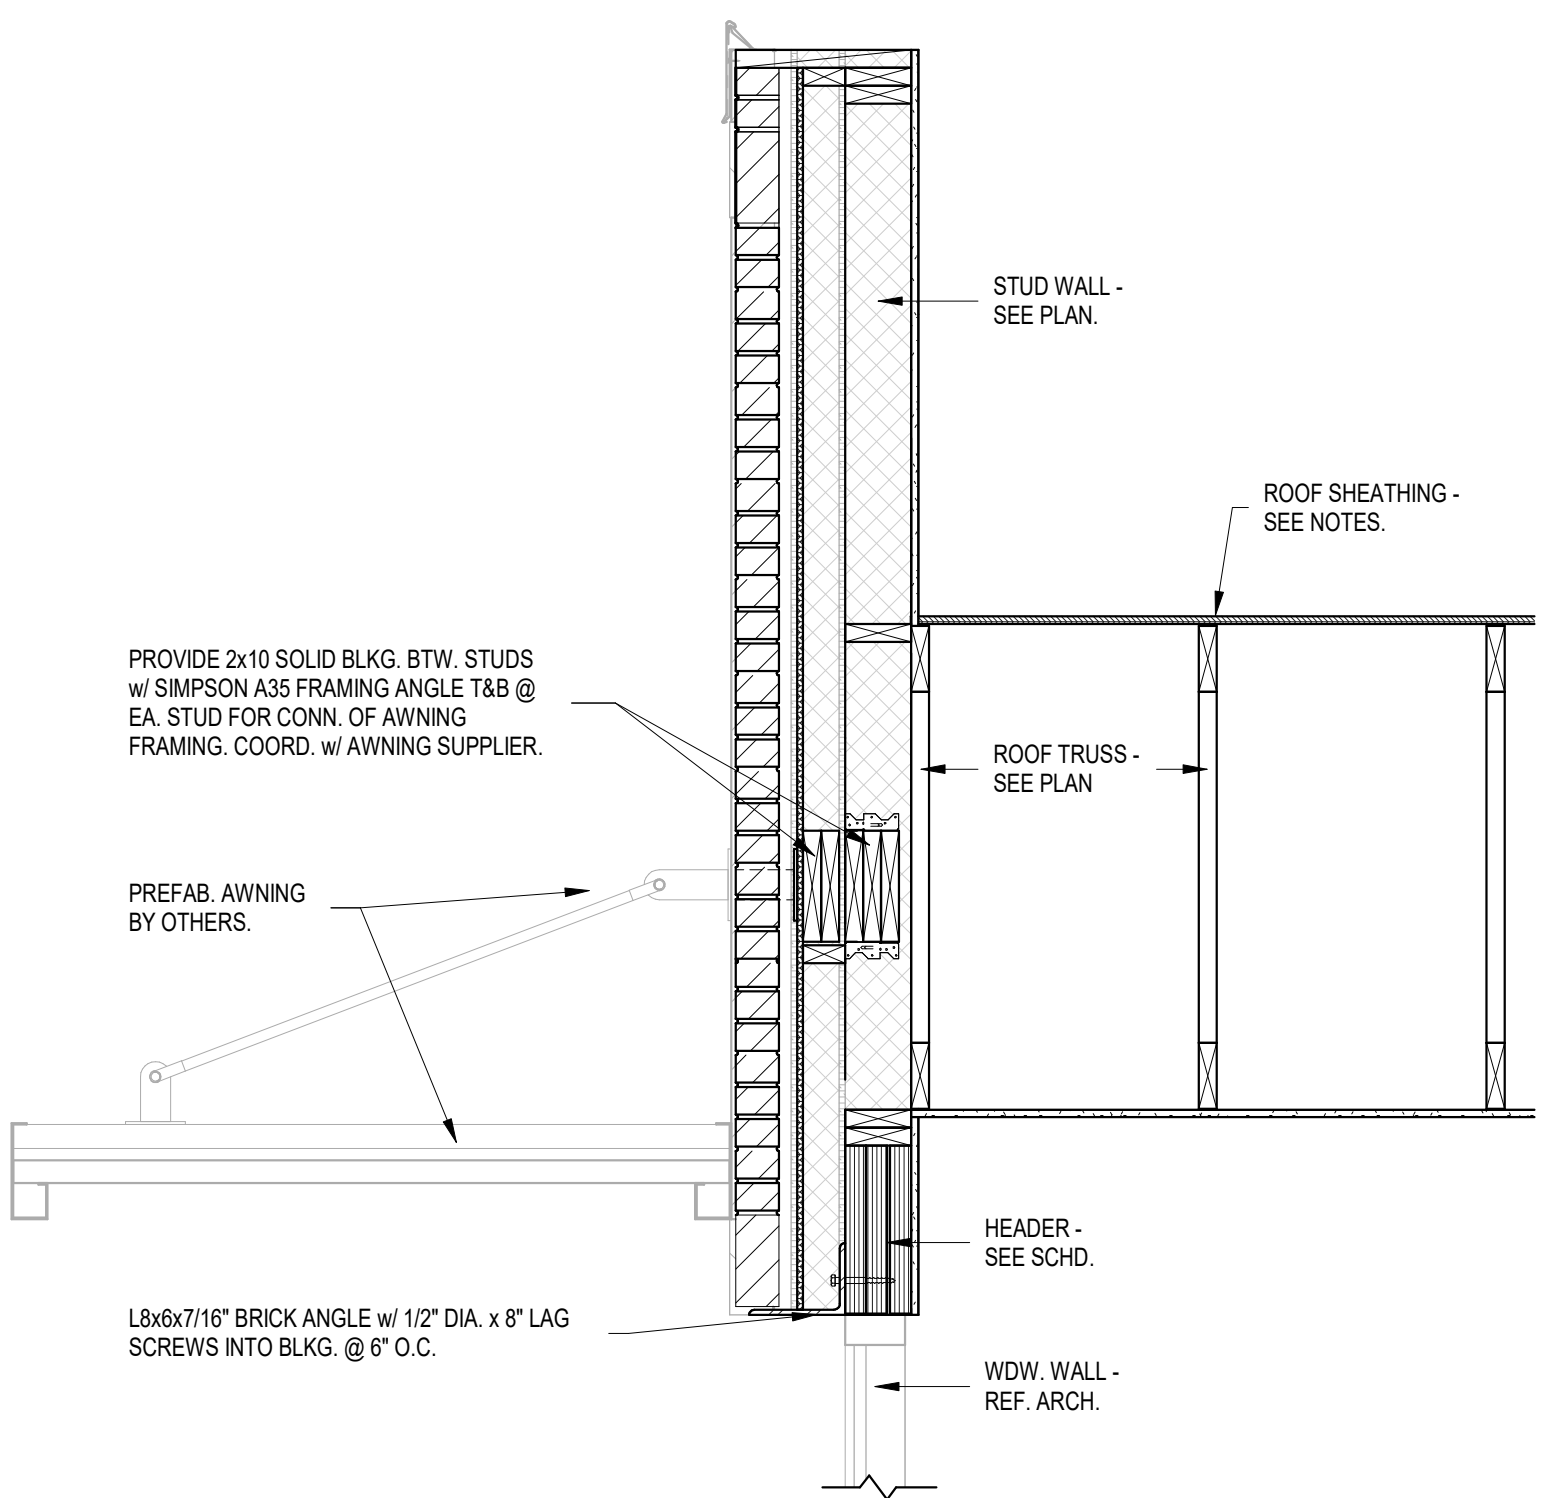 STUD WALL -
SEE PLAN.
ROOF SHEATHING -
SEE NOTES.
PROVIDE 2x10 SOLID BLKG. BTW. STUDS
w/ SIMPSON A35 FRAMING ANGLE T&B @
EA. STUD FOR CONN. OF AWNING
FRAMING. COORD. w/ AWNING SUPPLIER.
ROOF TRUSS -
SEE PLAN
PREFAB. AWNING
BY OTHERS.
HEADER -
SEE SCHD.
L8x6x7/16" BRICK ANGLE w/ 1/2" DIA. x 8" LAG
SCREWS INTO BLKG. @ 6" O.C.
WDW. WALL -
REF. ARCH.